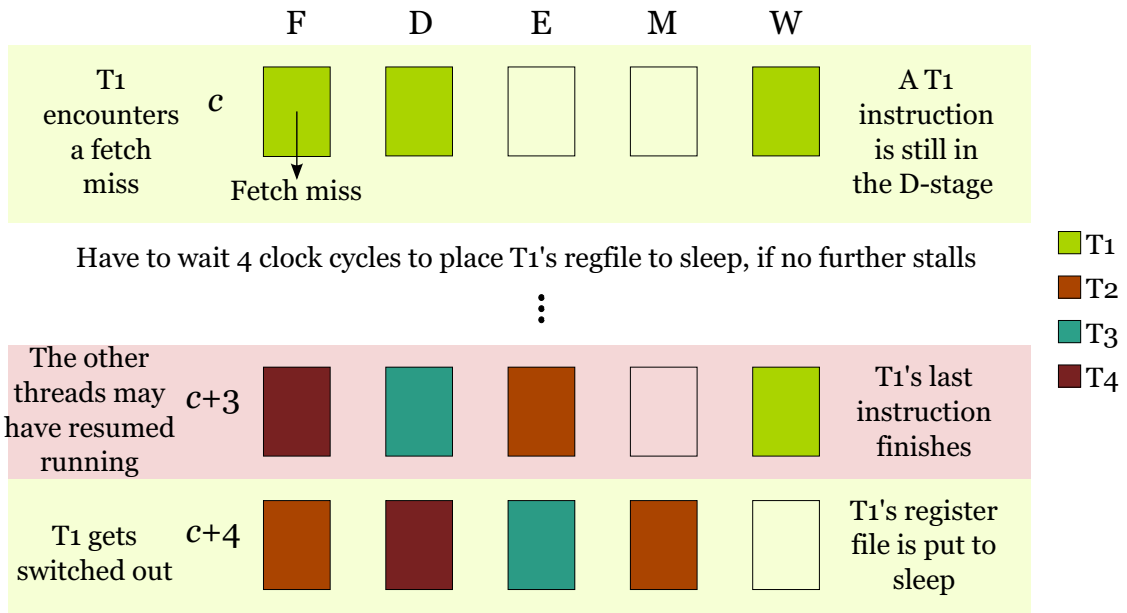 F D E M W
T1
encounters
a fetch
miss
c
Fetch miss
A T1
instruction
is still in
the D-stage
Have to wait 4 clock cycles to place T1's regfile to sleep, if no further stalls
The other
threads may
have resumed
running
c+3
T1's last
instruction
finishes
T1 gets
switched out
c+4
T1's register
file is put to
sleep
T1
T2
T3
T4